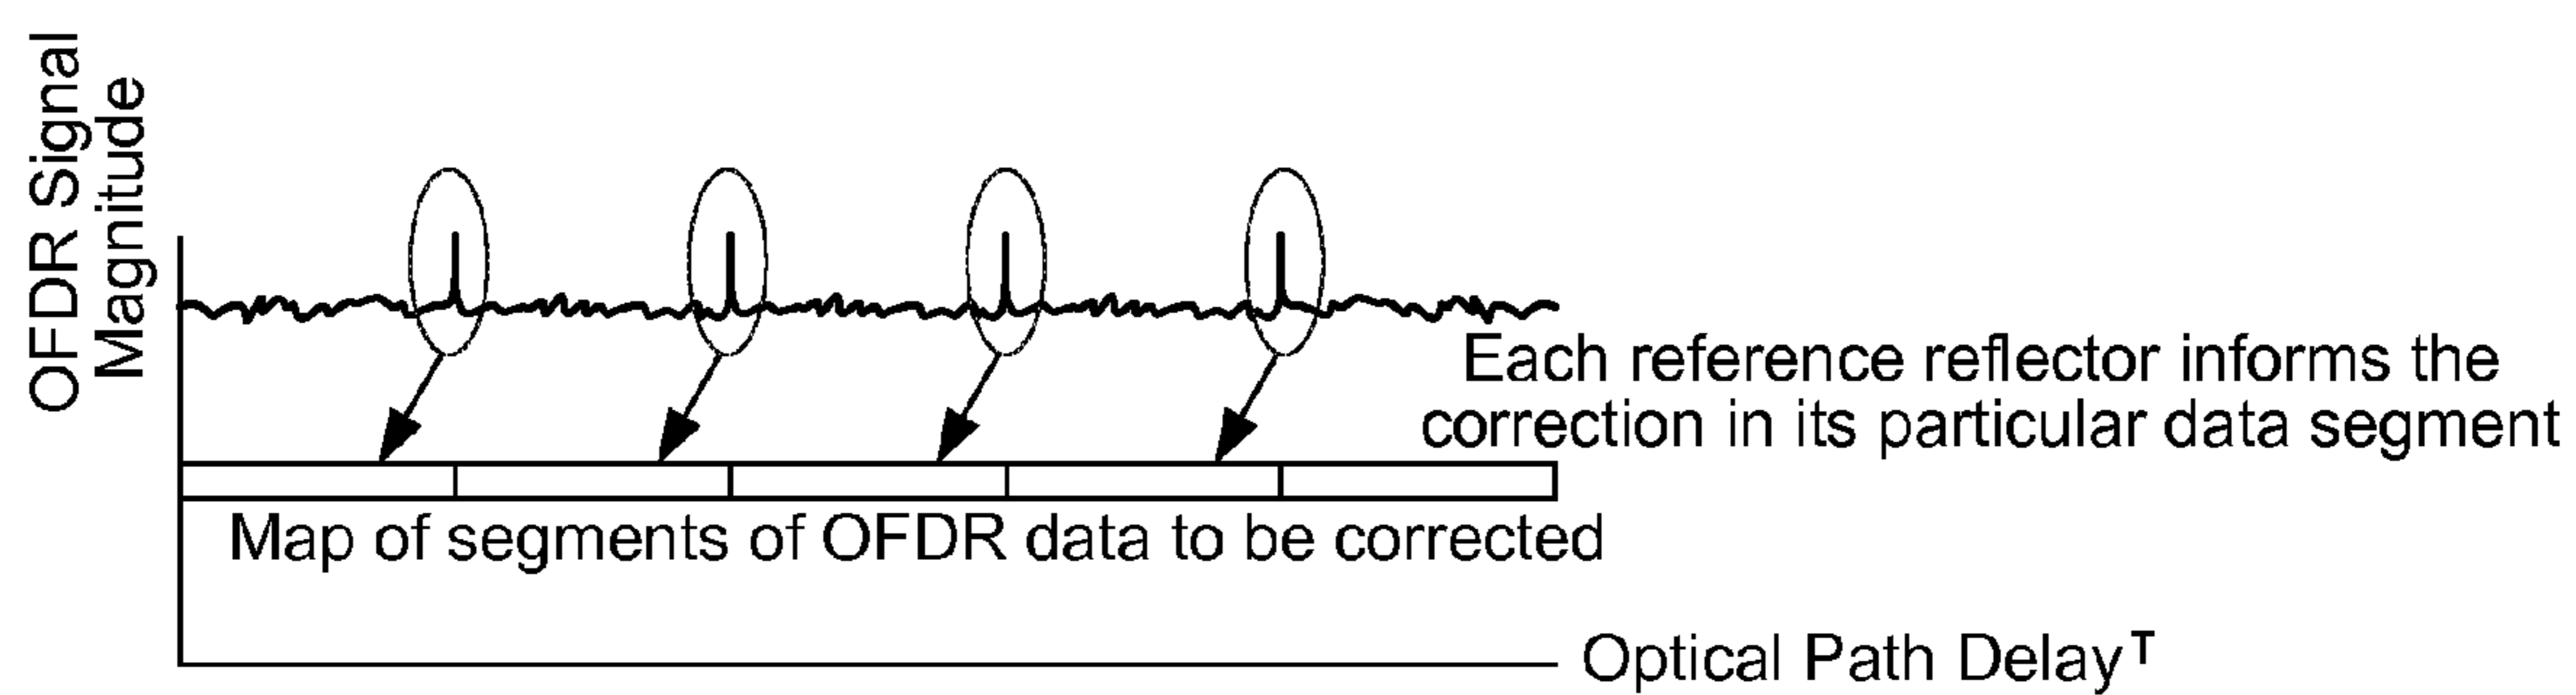 OFDR Signal
Magnitude
Each reference reflector informs the
correction in its particular data segment
Map of segments of OFDR data to be corrected
Optical Path Delay T